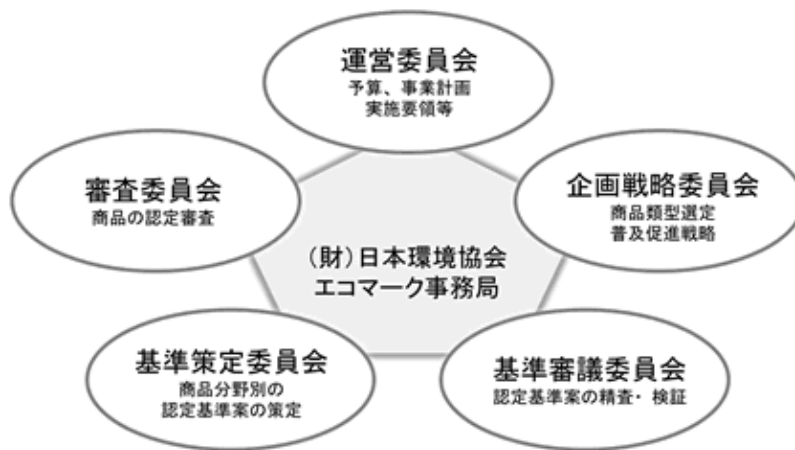 運営委員会
予算、事業計画
実施要領等
審査委員会
商品の認定審査
企画戦略委員会
商品類型選定
普及促進戦略
(財)日本環境協会
エコマーク事務局
基準策定委員会
商品分野別の
認定基準案の策定
基準審議委員会
認定基準案の精査・検証